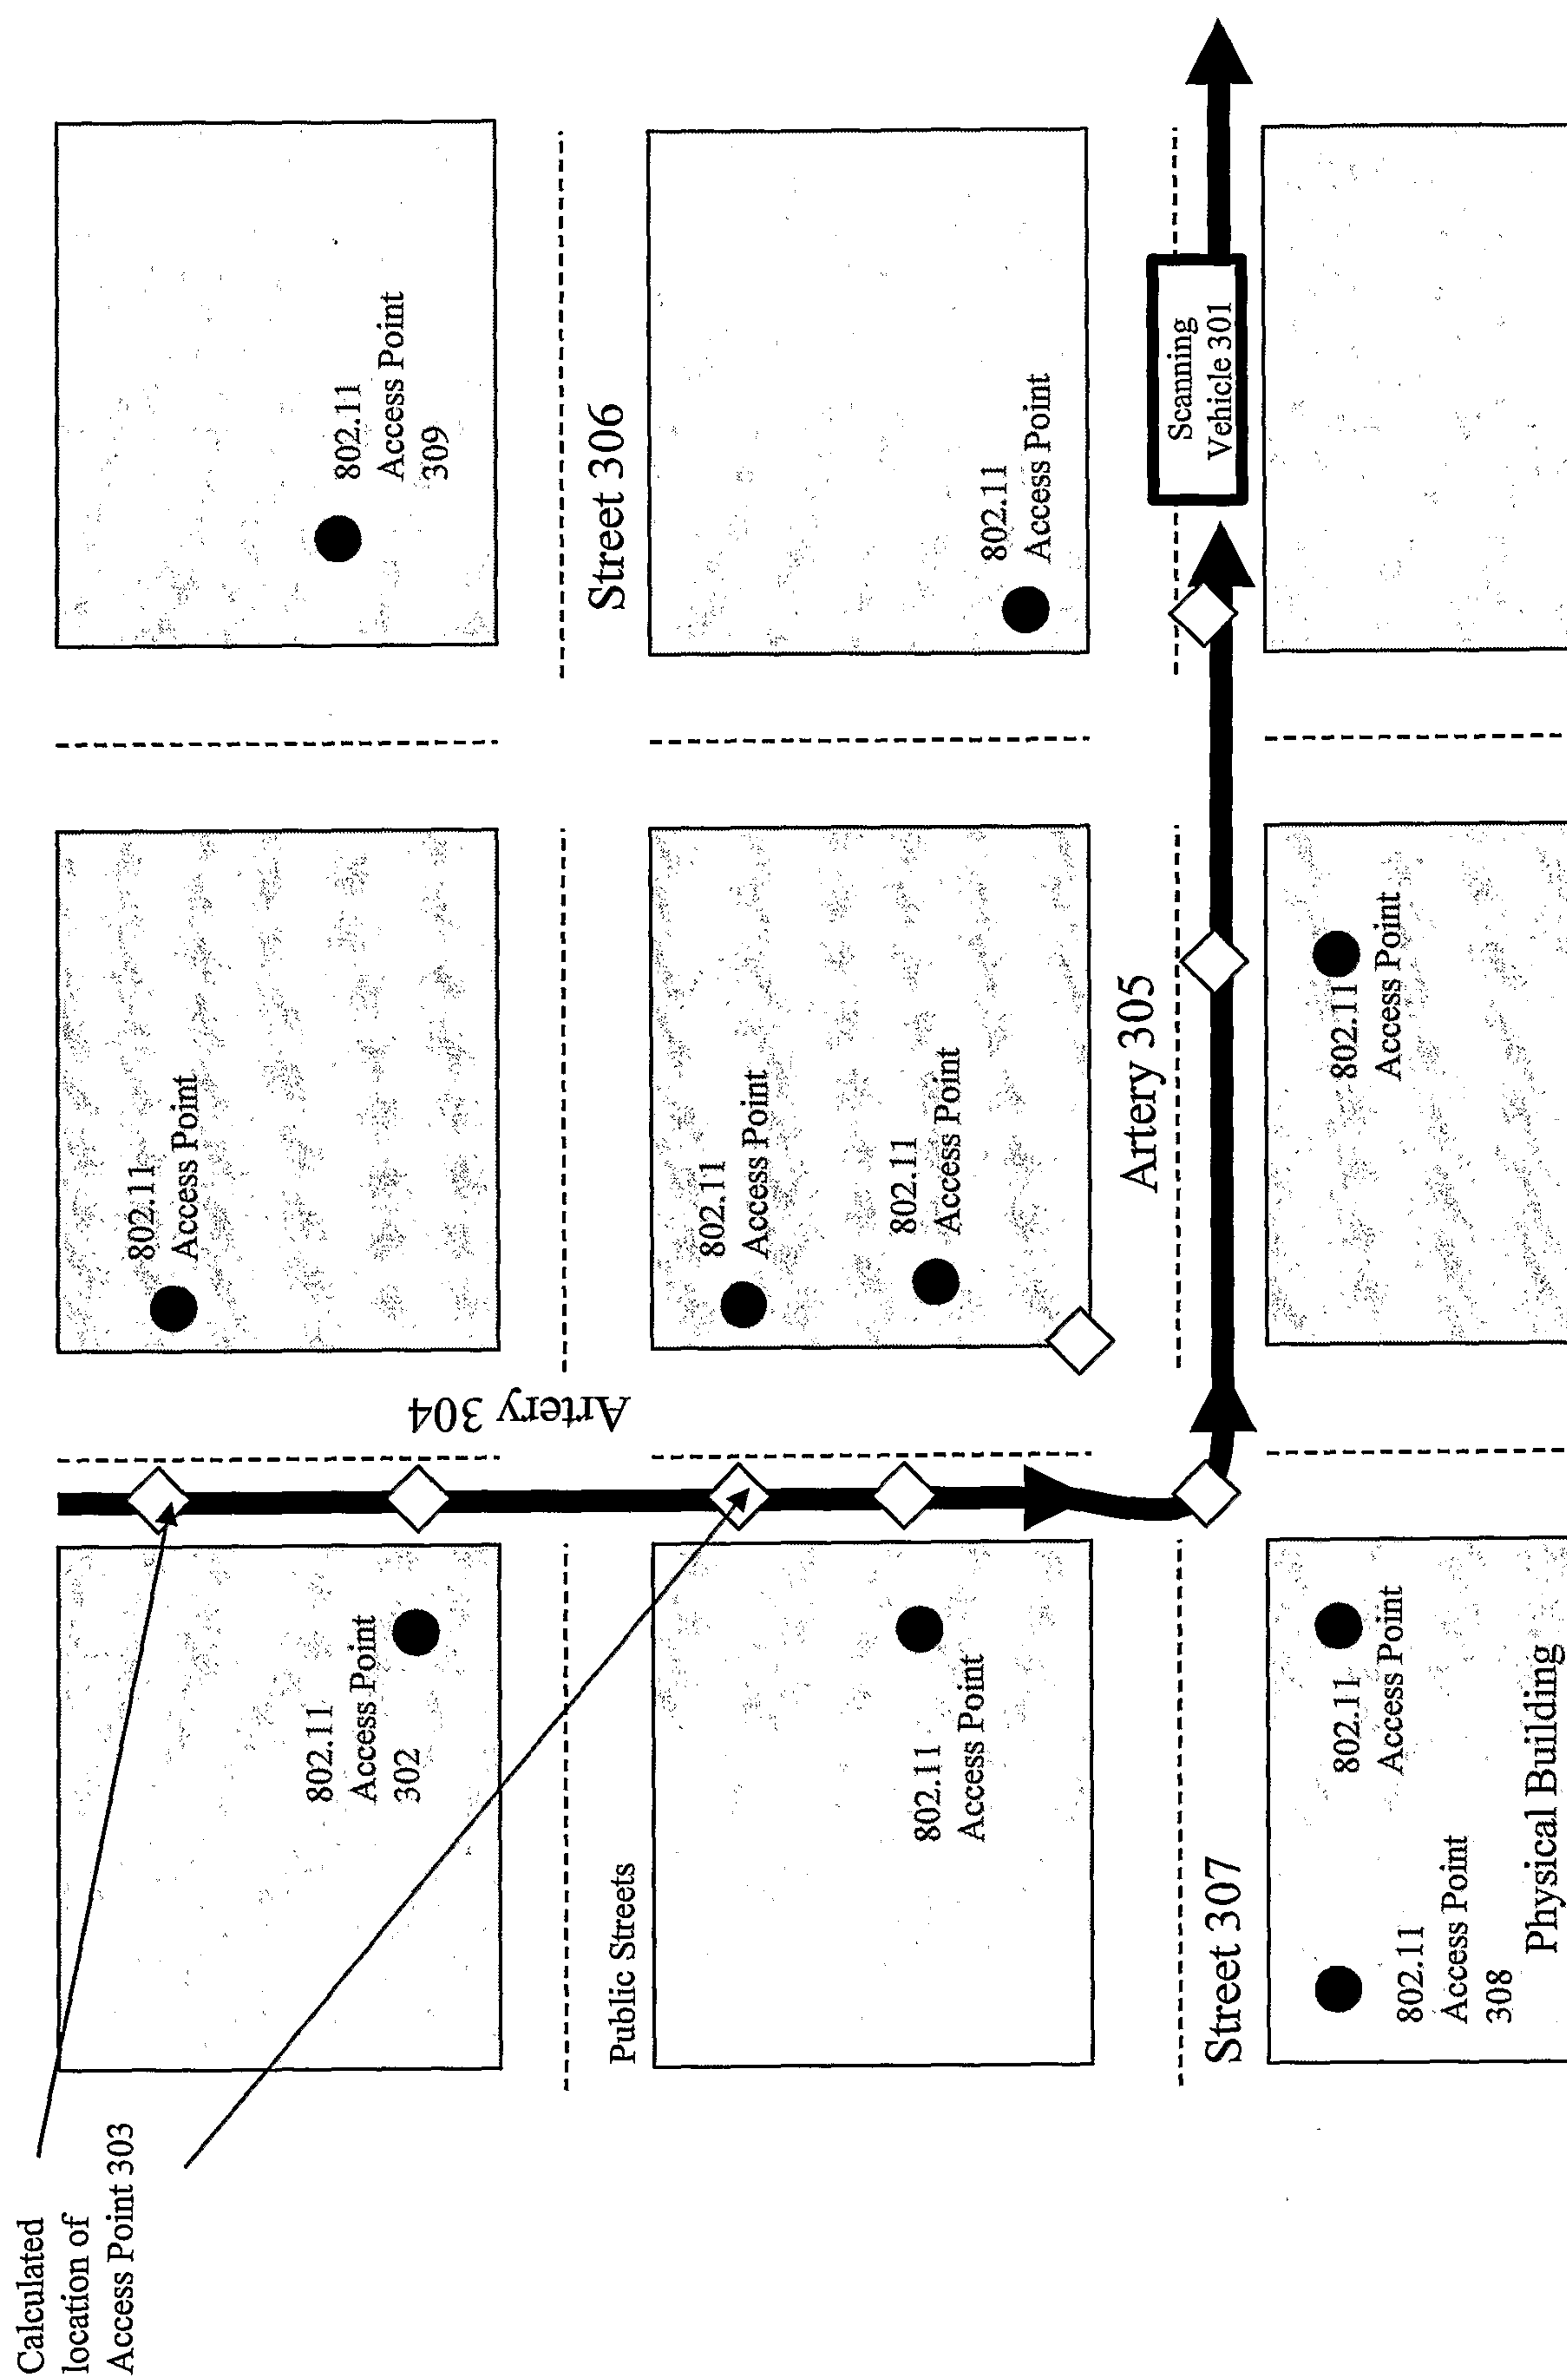 Calculated
location of
Access Point 303
802.11
Access Point
802.11
Access Point
302
802.11
Access Point
309
Artery 304
Public Streets
Street 306
802.11
Access Point
802.11
Access Point
802.11
Access Point
802.11
Access Point
Artery 305
Scanning
Vehicle 301
Street 307
802.11
Access Point
308
802.11
Access Point
802.11
Access Point
Physical Building